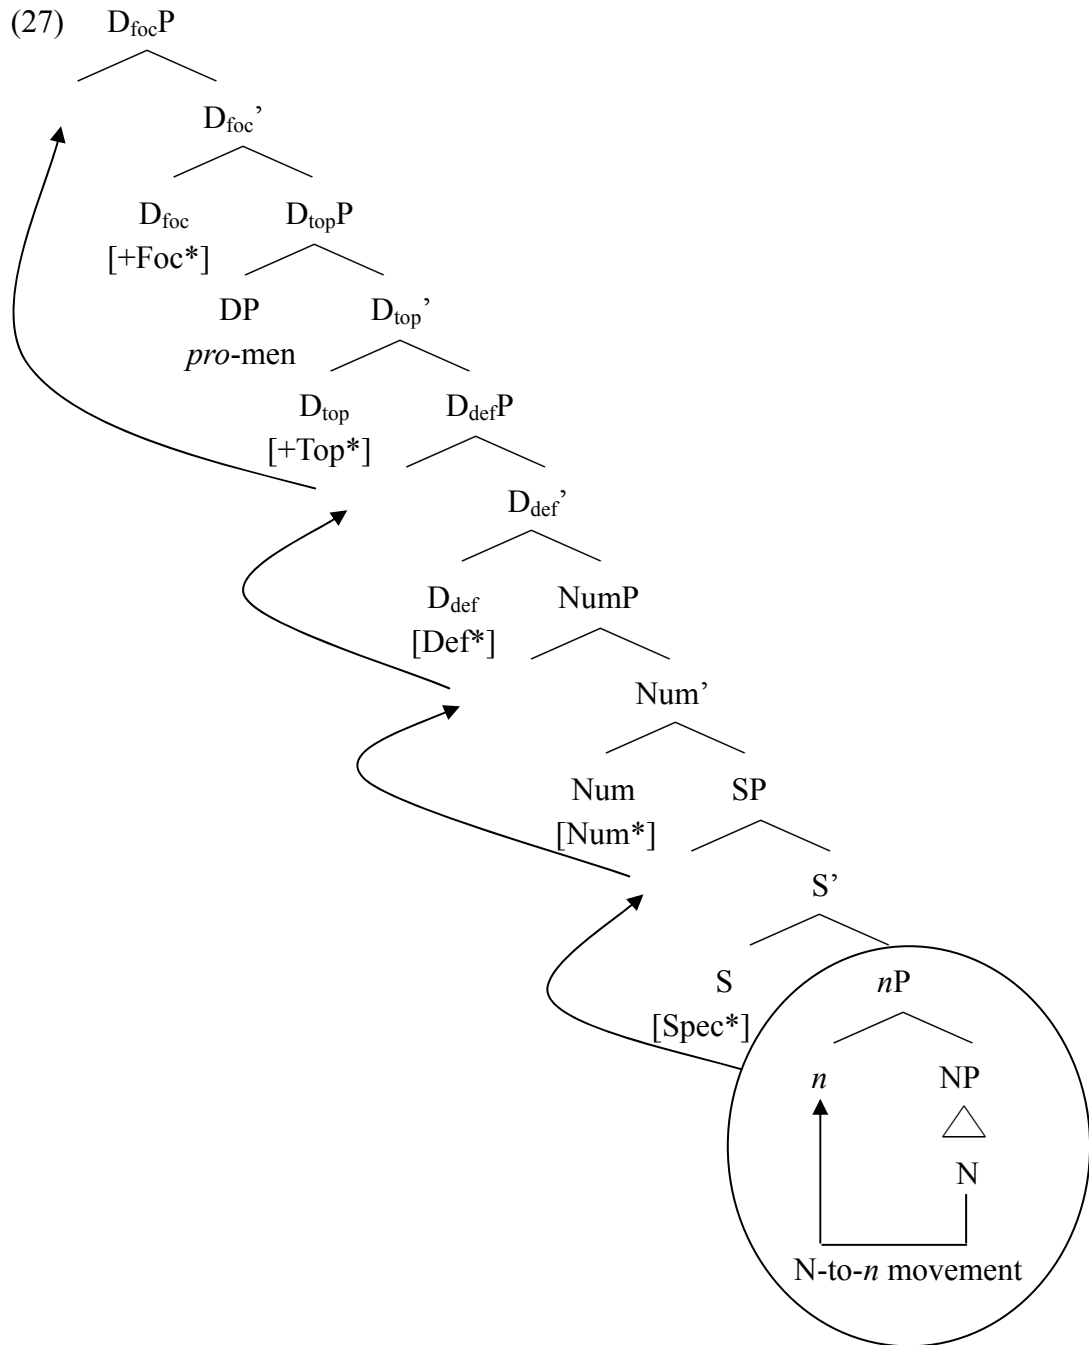 (27) DfocP
Dfoc’
Dfoc DtopP
[+Foc*]
DP Dtop’
pro-men
Dtop DdefP
[+Top*]
Ddef’
Ddef NumP
[Def*]
Num’
Num SP
[Num*]
S’
S nP
[Spec*]
n NP
N
N-to-n movement